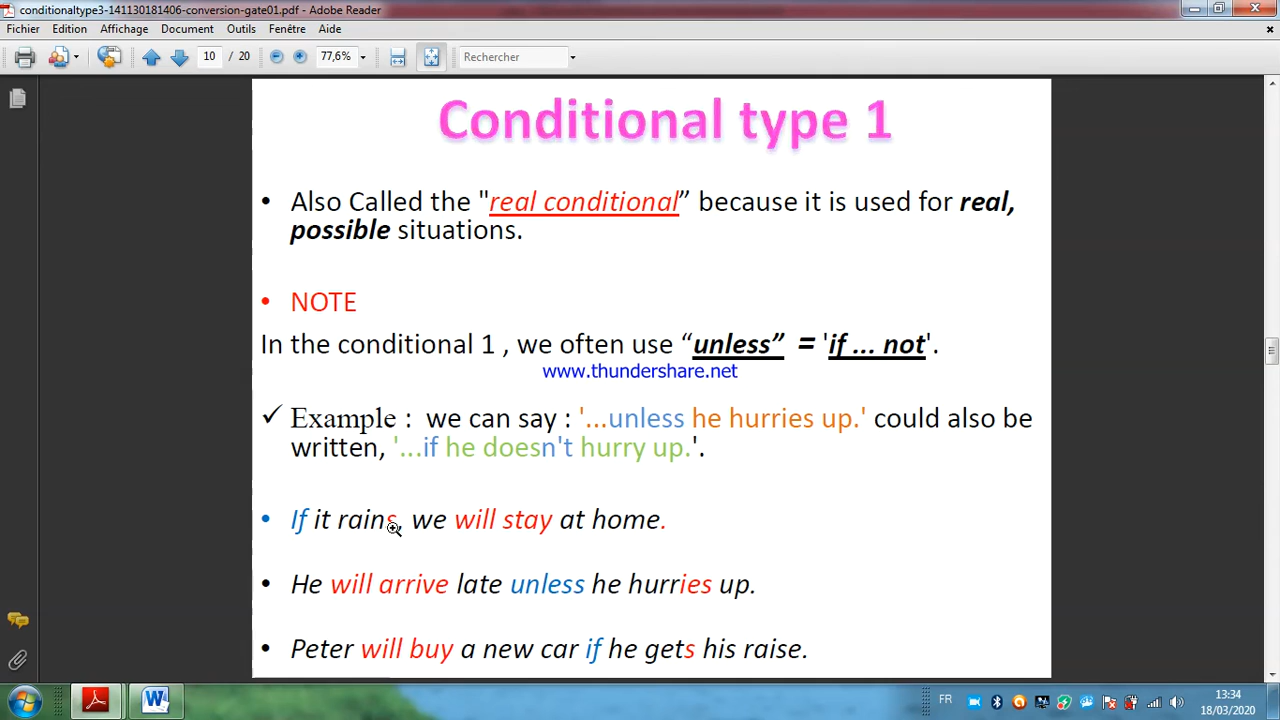 conditionaltype3-141130181406-conversion-gate01.pdf - Adobe Reader
Fichier Edition Affichage Document Outils Fenêtre Aide
10 / 20 77,6% Rechercher
Conditional type 1
• Also Called the "real conditional” because it is used for real,
possible situations.
• NOTE
In the conditional 1 , we often use “unless” = 'if ... not'.
www.thundershare.net
✓ Example : we can say : '...unless he hurries up.' could also be
written, '...if he doesn't hurry up.'.
• If it rains, we will stay at home.
• He will arrive late unless he hurries up.
• Peter will buy a new car if he gets his raise.
FR 13:34
18/03/2020